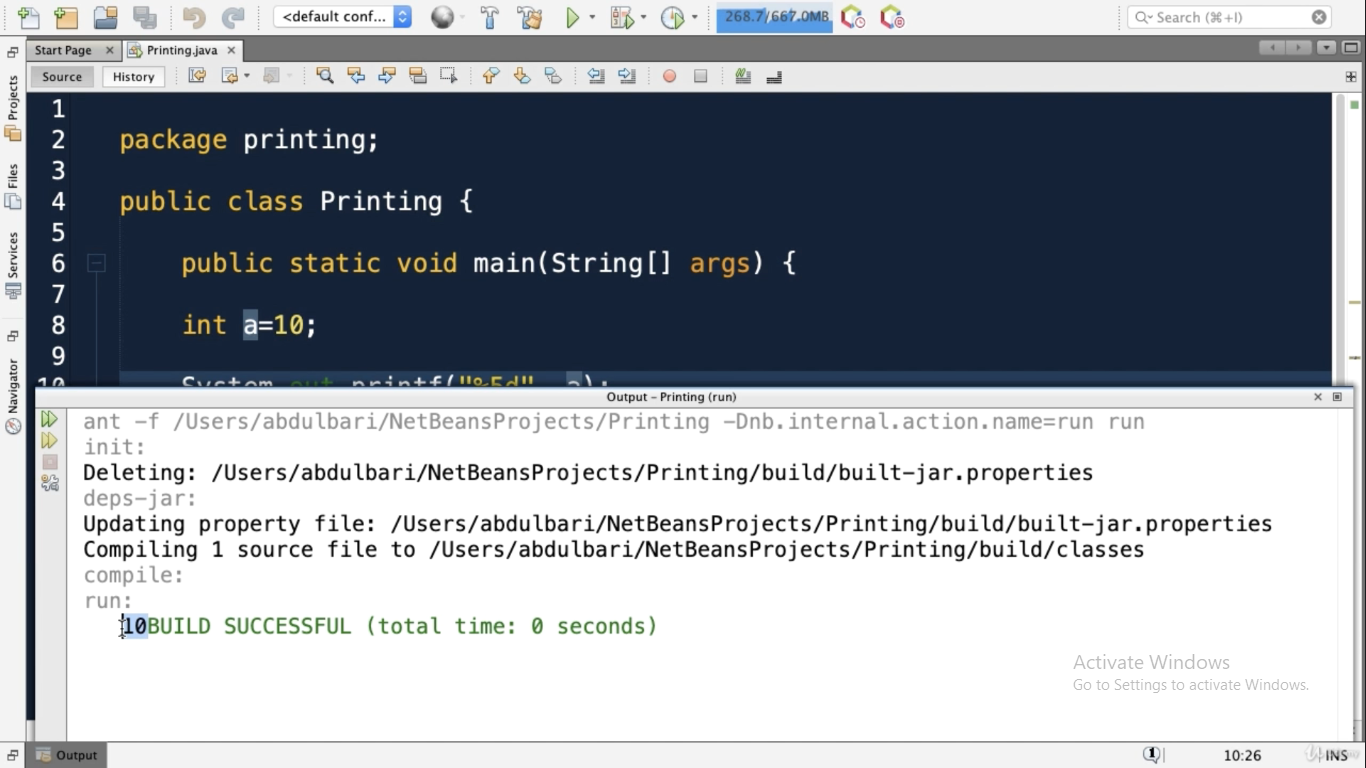 <default conf...
268.7/667.0MB
Search (⌘+I)
Start Page
Printing.java
Source
History
Projects
Files
Services
Navigator
1
2 package printing;
3
4 public class Printing {
5
6 public static void main(String[] args) {
7
8 int a=10;
9
10 System.out.printf("%5d", a);
Output – Printing (run)
ant -f /Users/abdulbari/NetBeansProjects/Printing -Dnb.internal.action.name=run run
init:
Deleting: /Users/abdulbari/NetBeansProjects/Printing/build/built-jar.properties
deps-jar:
Updating property file: /Users/abdulbari/NetBeansProjects/Printing/build/built-jar.properties
Compiling 1 source file to /Users/abdulbari/NetBeansProjects/Printing/build/classes
compile:
run:
10BUILD SUCCESSFUL (total time: 0 seconds)
Activate Windows
Go to Settings to activate Windows.
Output
1
10:26
INS